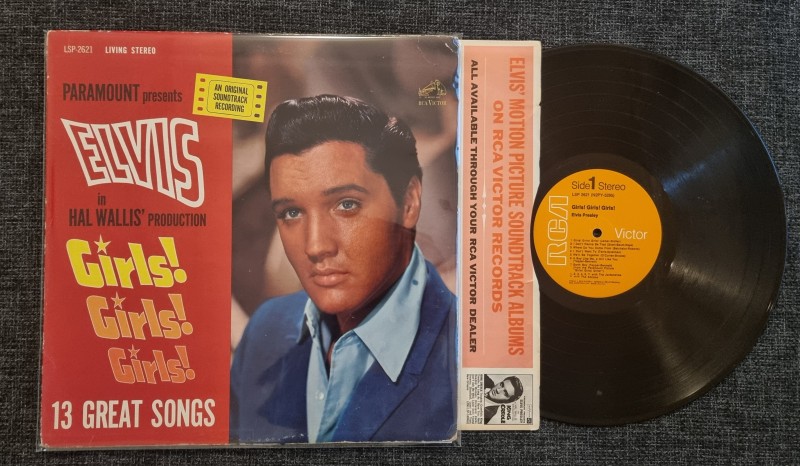 LSP-2621 LIVING STEREO
PARAMOUNT presents
AN ORIGINAL
SOUNDTRACK
RECORDING
RCA VICTOR
ELVIS
in
HAL WALLIS' PRODUCTION
Girls!
Girls!
Girls!
13 GREAT SONGS
ELVIS' MOTION PICTURE SOUNDTRACK ALBUMS
ON RCA VICTOR RECORDS
ALL AVAILABLE THROUGH YOUR RCA VICTOR DEALER
Side 1 Stereo
Girls! Girls! Girls!
Elvis Presley
RCA
Victor